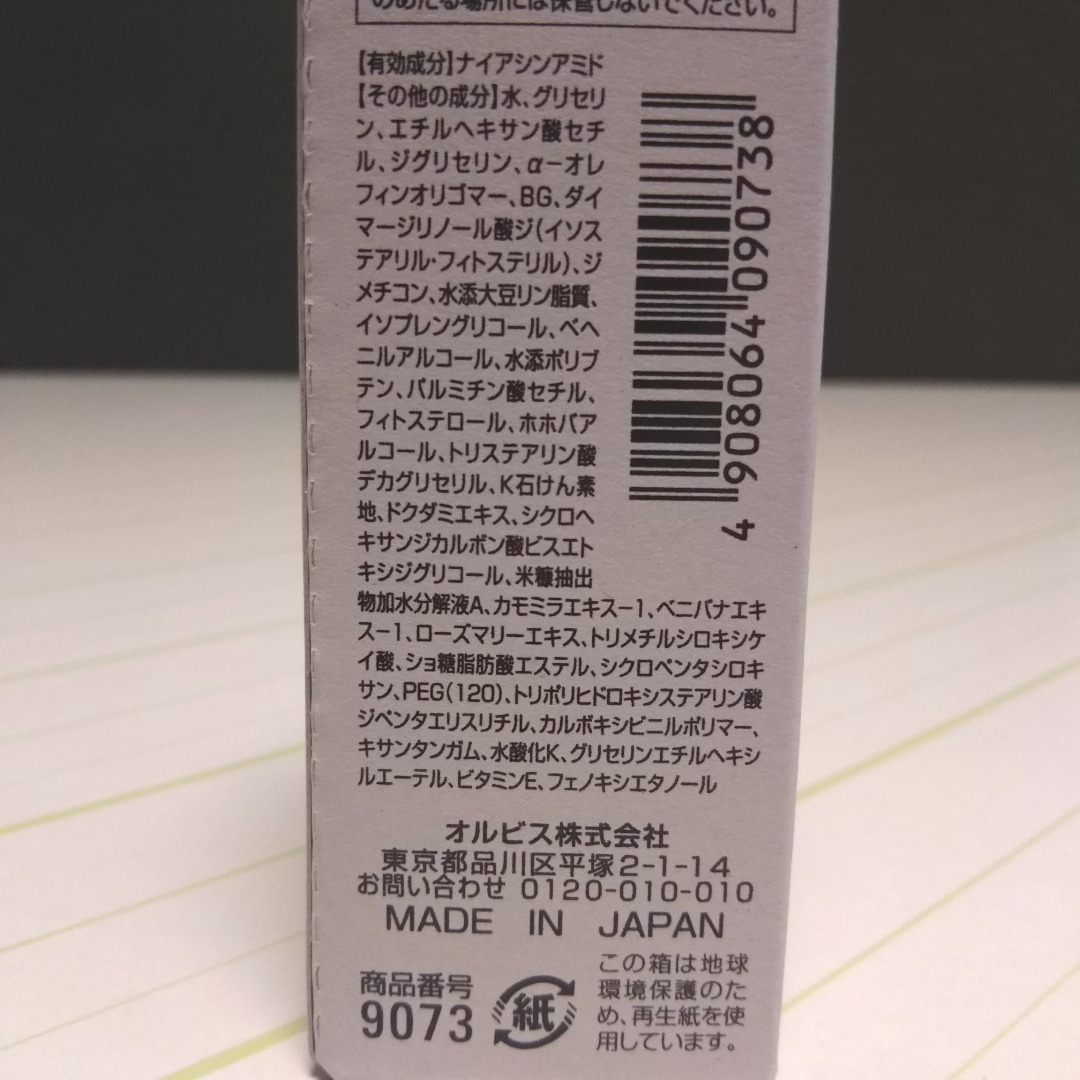 のあたる場所には保管しないでください。
【有効成分】ナイアシンアミド
【その他の成分】水、グリセリ
ン、エチルヘキサン酸セチ
ル、ジグリセリン、α-オレ
フィンオリゴマー、BG、ダイ
マージリノール酸ジ(イソス
テアリル・フィトステリル)、ジ
メチコン、水添大豆リン脂質、
イソプレングリコール、ベヘ
ニルアルコール、水添ポリブ
テン、パルミチン酸セチル、
フィトステロール、ホホバア
ルコール、トリステアリン酸
デカグリセリル、K石けん素
地、ドクダミエキス、シクロヘ
キサンジカルボン酸ビスエト
キシジグリコール、米糠抽出
物加水分解液A、カモミラエキス-1、ベニバナエキ
ス-1、ローズマリーエキス、トリメチルシロキシケ
イ酸、ショ糖脂肪酸エステル、シクロペンタシロキ
サン、PEG(120)、トリポリヒドロキシステアリン酸
ジペンタエリスリチル、カルボキシビニルポリマー、
キサンタンガム、水酸化K、グリセリンエチルヘキシ
ルエーテル、ビタミンE、フェノキシエタノール
4 908064 090738
オルビス株式会社
東京都品川区平塚2-1-14
お問い合わせ 0120-010-010
MADE IN JAPAN
商品番号
9073
紙
この箱は地球
環境保護のた
め、再生紙を使
用しています。